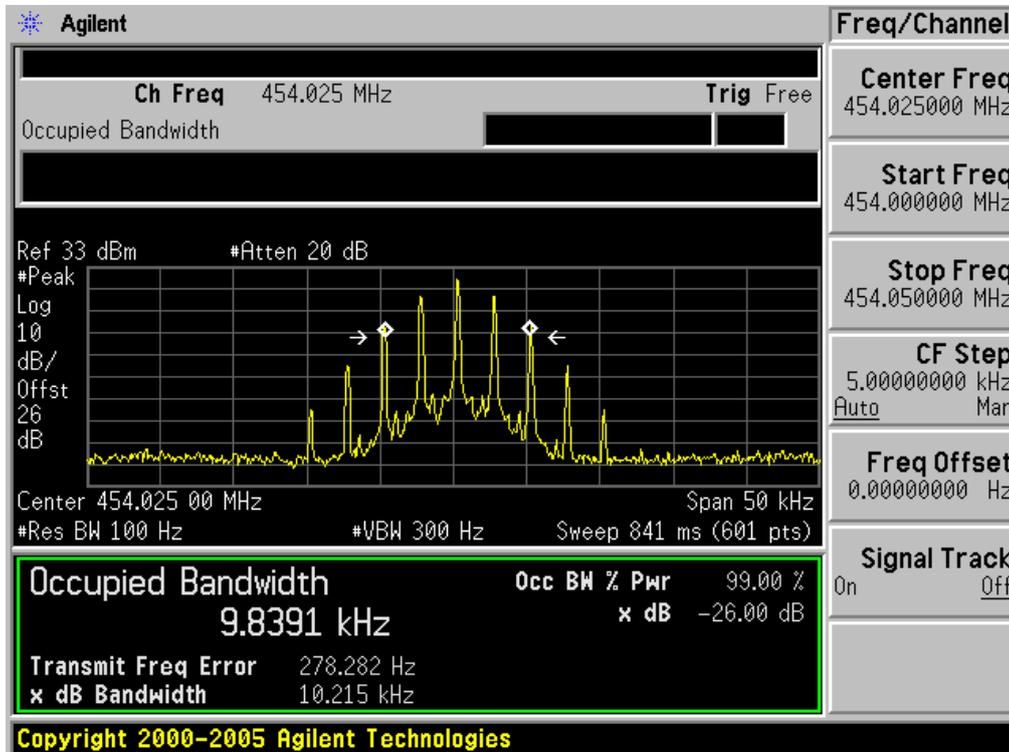 Agilent
Freq/Channel
Ch Freq 454.025 MHz Trig Free
Occupied Bandwidth
Center Freq
454.025000 MHz
Start Freq
454.000000 MHz
Stop Freq
454.050000 MHz
CF Step
5.00000000 kHz
Auto Man
Freq Offset
0.00000000 Hz
Signal Track
On Off
Ref 33 dBm #Atten 20 dB
#Peak
Log
10
dB/
Offst
26
dB
Center 454.025 00 MHz Span 50 kHz
#Res BW 100 Hz #VBW 300 Hz Sweep 841 ms (601 pts)
Occupied Bandwidth
9.8391 kHz
Occ BW % Pwr 99.00 %
x dB -26.00 dB
Transmit Freq Error 278.282 Hz
x dB Bandwidth 10.215 kHz
Copyright 2000-2005 Agilent Technologies